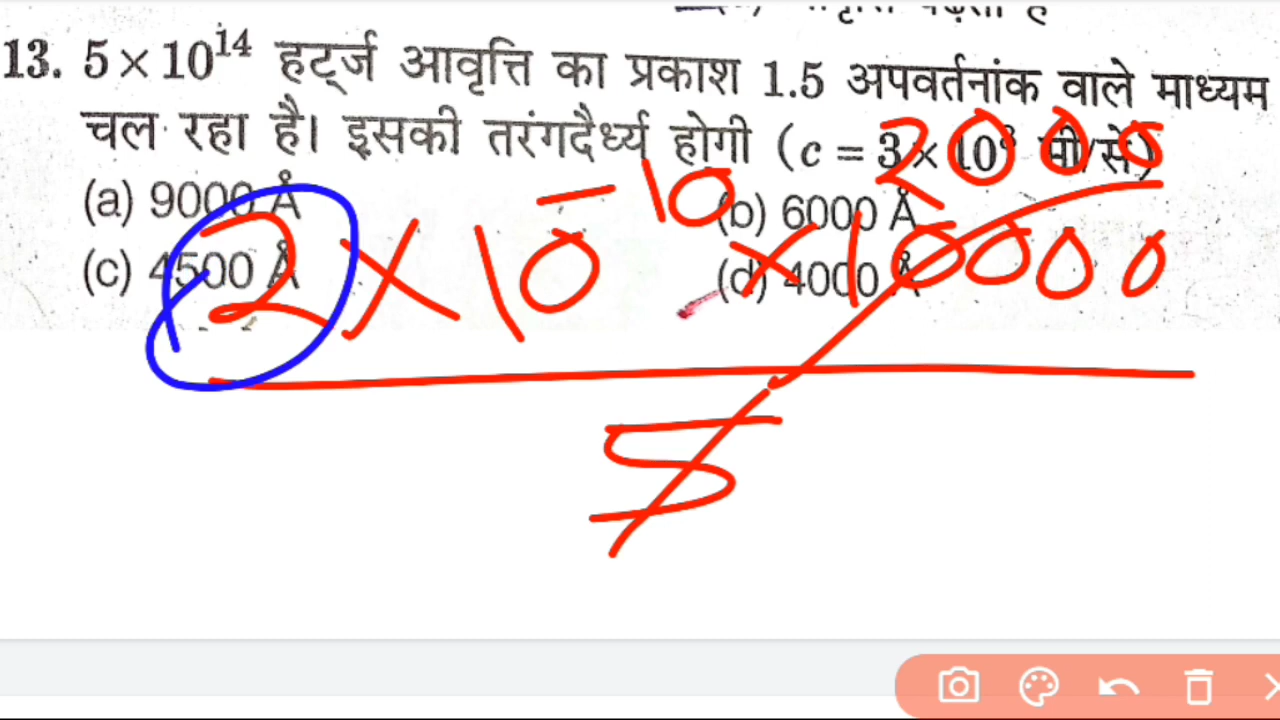 13. 5 × 10¹⁴ हर्ट्ज आवृत्ति का प्रकाश 1.5 अपवर्तनांक वाले माध्यम
चल रहा है। इसकी तरंगदैर्ध्य होगी (c = 3 × 10⁸ मी/से)
2000
(a) 9000 Å (b) 6000 Å
(c) 4500 Å (d) 4000 Å
2 × 10⁻¹⁰ × 10000
5